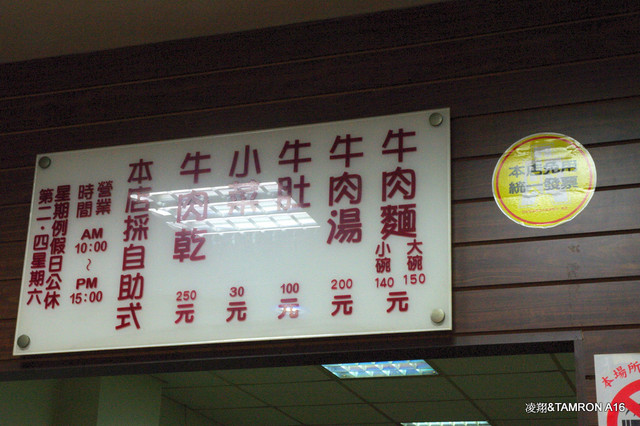 牛肉麵 大碗 150 小碗 140 元
牛肉湯 200 元
牛肚 100 元
小菜 30 元
牛肉乾 250 元
本店採自助式
營業時間 AM 10:00 ~ PM 15:00
星期例假日公休
第二.四星期六
本店免用
統一發票
本場所
凌翔&TAMRON A16